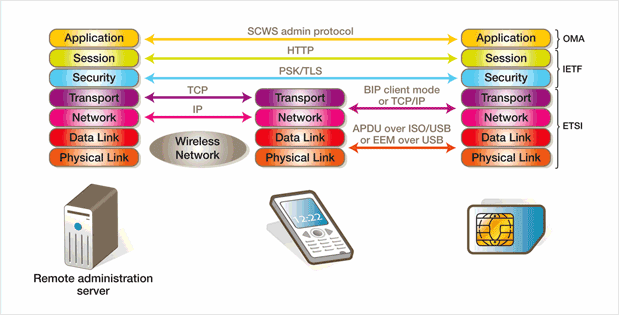 SCWS admin protocol
Application
Application
OMA
HTTP
Session
Session
IETF
PSK/TLS
Security
Security
TCP
BIP client mode
or TCP/IP
Transport
Transport
Transport
IP
Network
Network
Network
ETSI
APDU over ISO/USB
or EEM over USB
Data Link
Wireless
Network
Data Link
Data Link
Physical Link
Physical Link
Physical Link
12:22
Remote administration
server